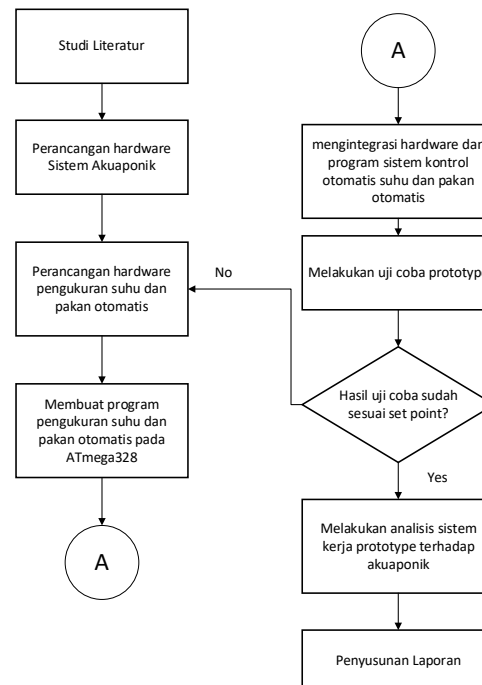 Studi Literatur
Perancangan hardware
Sistem Akuaponik
Perancangan hardware
pengukuran suhu dan
pakan otomatis
Membuat program
pengukuran suhu dan
pakan otomatis pada
ATmega328
A
A
mengintegrasi hardware dan
program sistem kontrol
otomatis suhu dan pakan
otomatis
Melakukan uji coba prototype
Hasil uji coba sudah
sesuai set point?
No
Yes
Melakukan analisis sistem
kerja prototype terhadap
akuaponik
Penyusunan Laporan